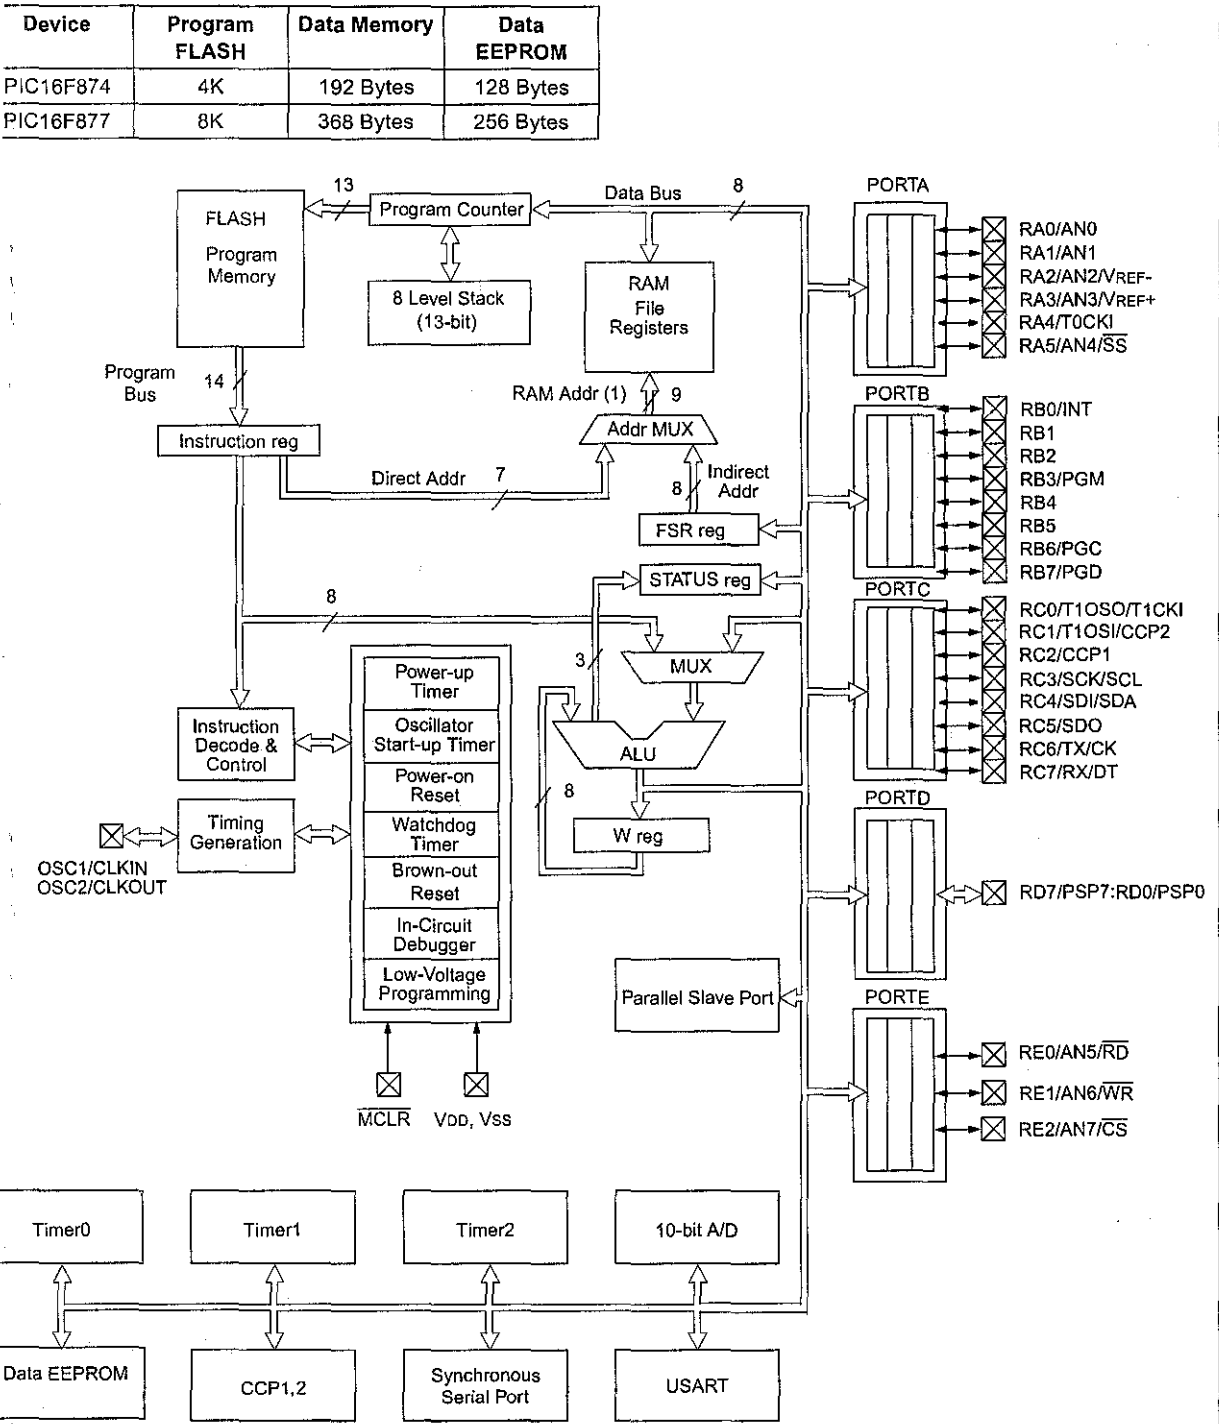 Device Program FLASH Data Memory Data EEPROM
PIC16F874 4K 192 Bytes 128 Bytes
PIC16F877 8K 368 Bytes 256 Bytes
13
Data Bus
8
PORTA
FLASH
Program
Memory
Program Counter
8 Level Stack
(13-bit)
RAM
File
Registers
RA0/AN0
RA1/AN1
RA2/AN2/VREF-
RA3/AN3/VREF+
RA4/T0CKI
RA5/AN4/SS
Program
Bus
14
RAM Addr (1)
9
PORTB
Instruction reg
Addr MUX
RB0/INT
RB1
RB2
RB3/PGM
RB4
RB5
RB6/PGC
RB7/PGD
Direct Addr
7
8
Indirect
Addr
FSR reg
STATUS reg
PORTC
8
3
MUX
RC0/T1OSO/T1CKI
RC1/T1OSI/CCP2
RC2/CCP1
RC3/SCK/SCL
RC4/SDI/SDA
RC5/SDO
RC6/TX/CK
RC7/RX/DT
Power-up
Timer
Oscillator
Start-up Timer
Power-on
Reset
Watchdog
Timer
Brown-out
Reset
In-Circuit
Debugger
Low-Voltage
Programming
Instruction
Decode &
Control
ALU
8
W reg
Timing
Generation
OSC1/CLKIN
OSC2/CLKOUT
PORTD
RD7/PSP7:RD0/PSP0
Parallel Slave Port
PORTE
RE0/AN5/RD
RE1/AN6/WR
RE2/AN7/CS
MCLR
VDD, VSS
Timer0
Timer1
Timer2
10-bit A/D
Data EEPROM
CCP1,2
Synchronous
Serial Port
USART